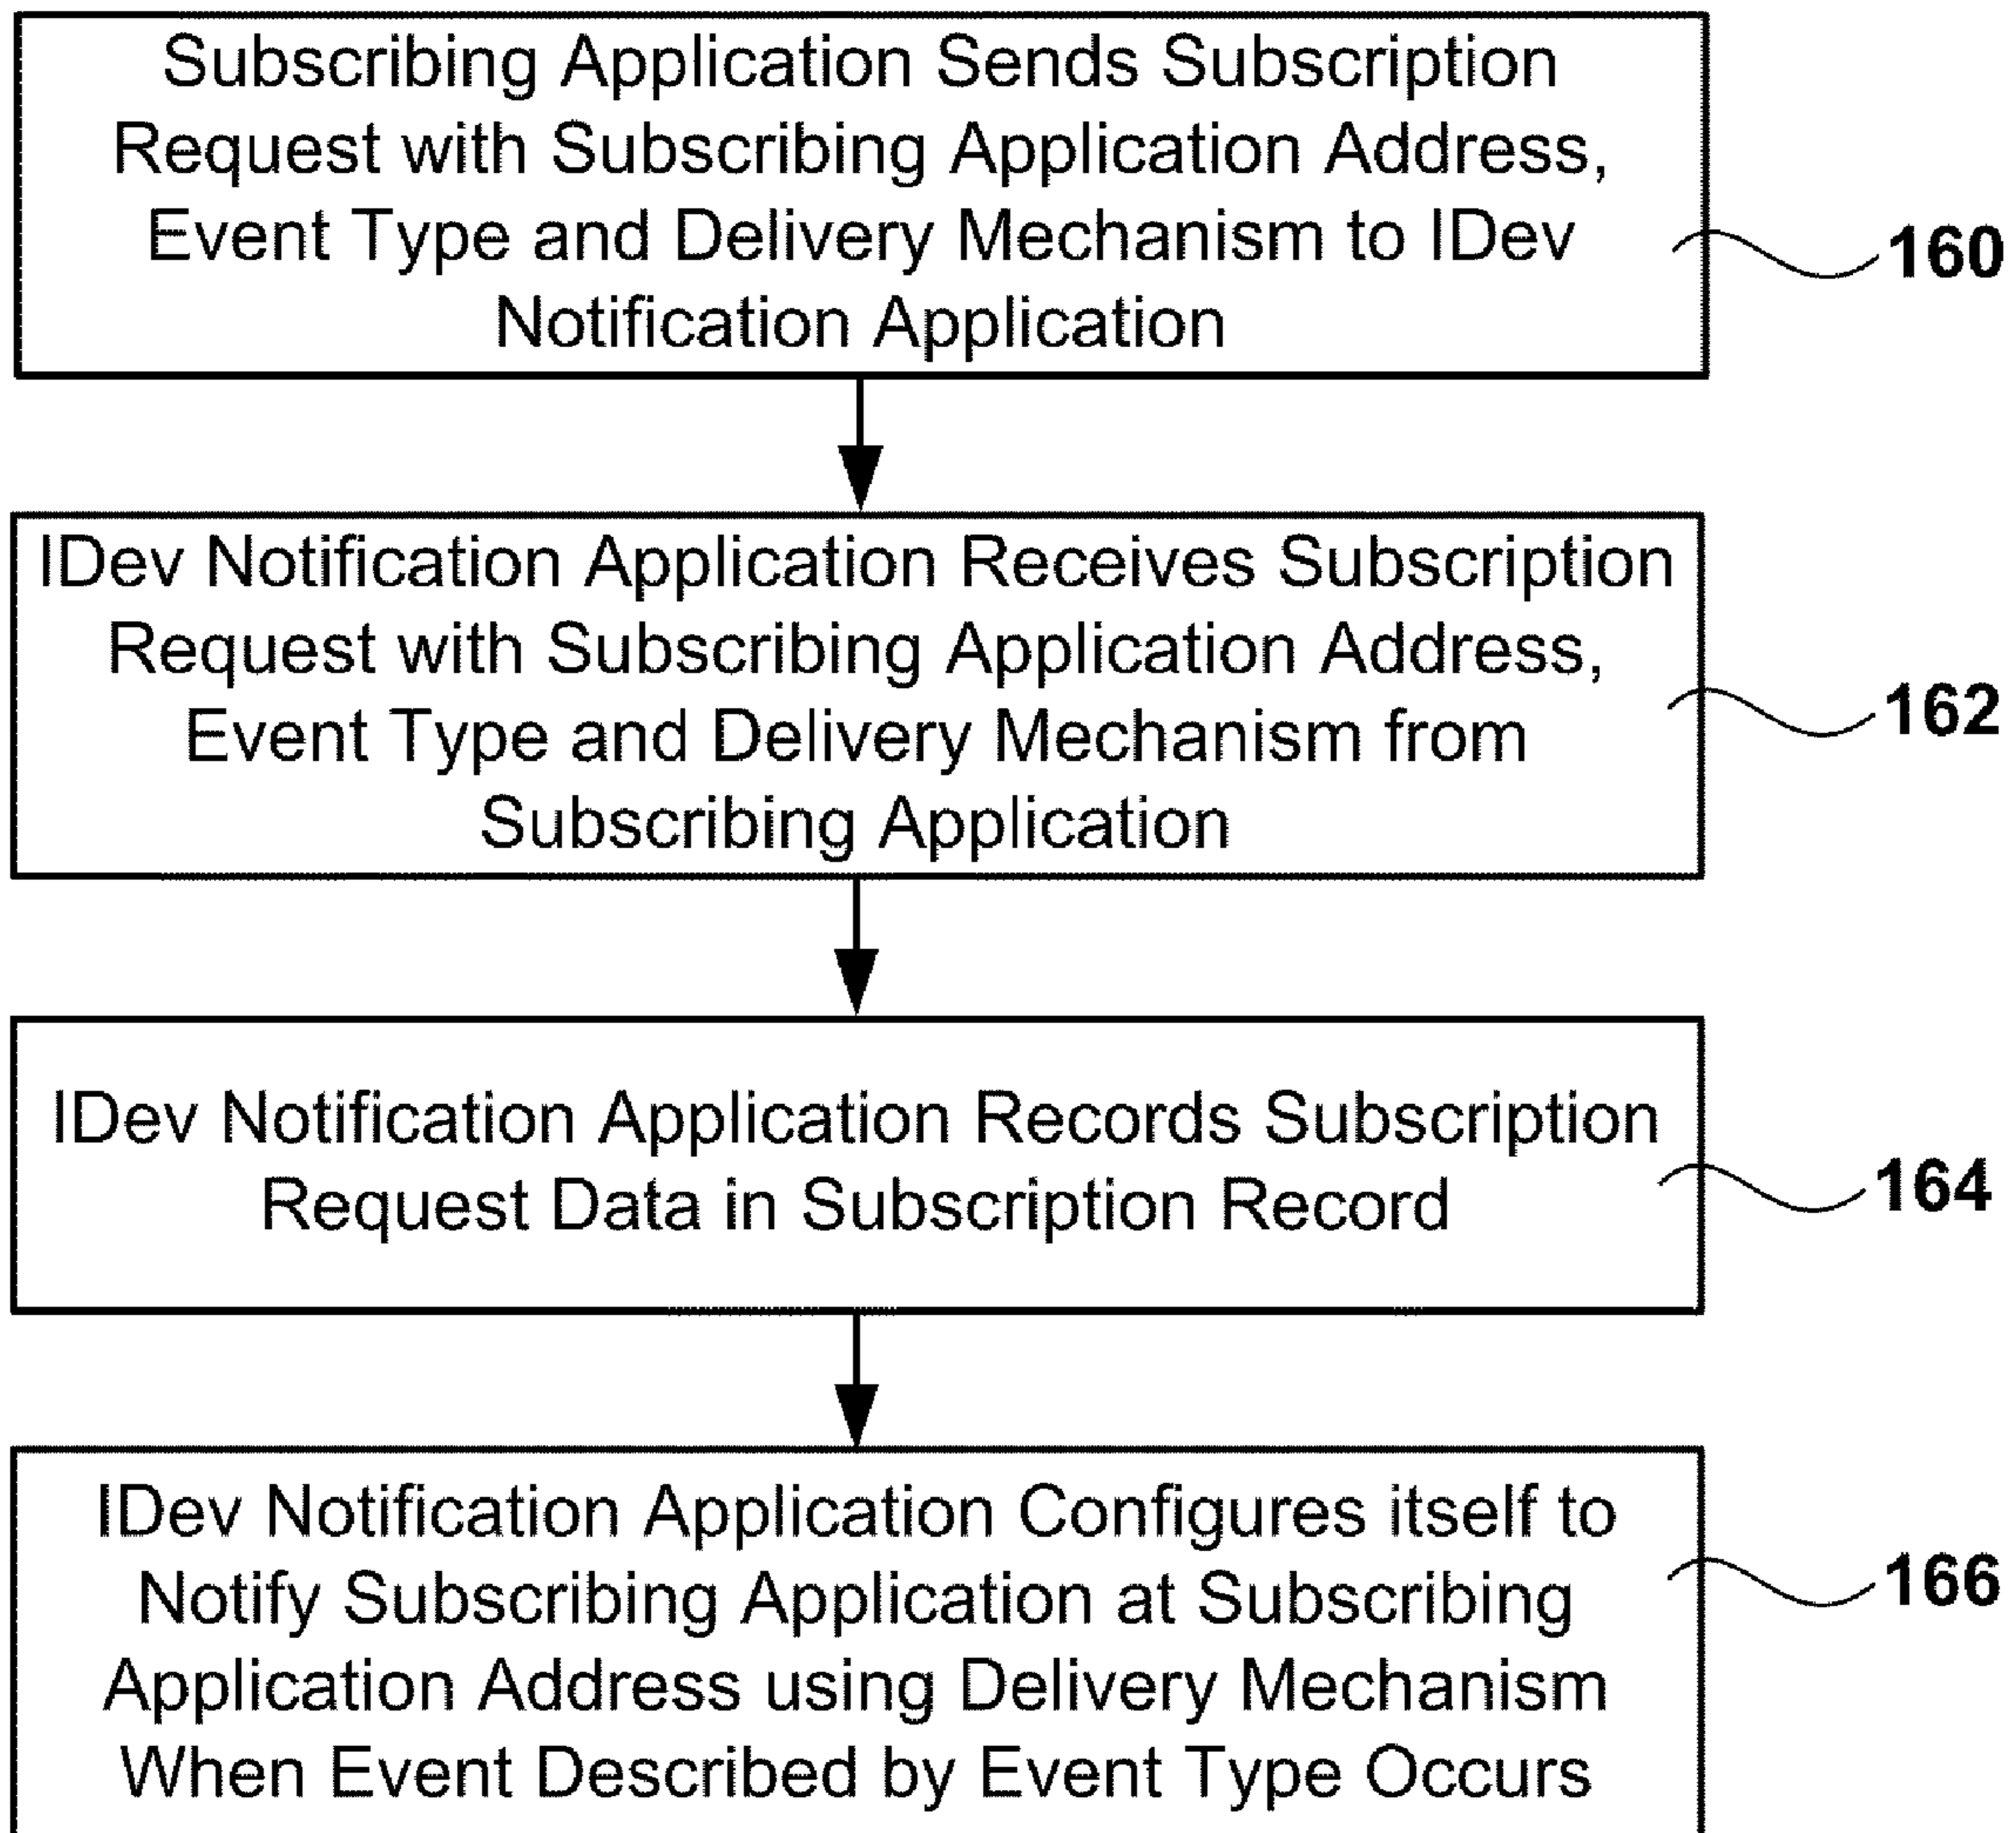 Subscribing Application Sends Subscription
Request with Subscribing Application Address,
Event Type and Delivery Mechanism to IDev
Notification Application
160
IDev Notification Application Receives Subscription
Request with Subscribing Application Address,
Event Type and Delivery Mechanism from
Subscribing Application
162
IDev Notification Application Records Subscription
Request Data in Subscription Record
164
IDev Notification Application Configures itself to
Notify Subscribing Application at Subscribing
Application Address using Delivery Mechanism
When Event Described by Event Type Occurs
166